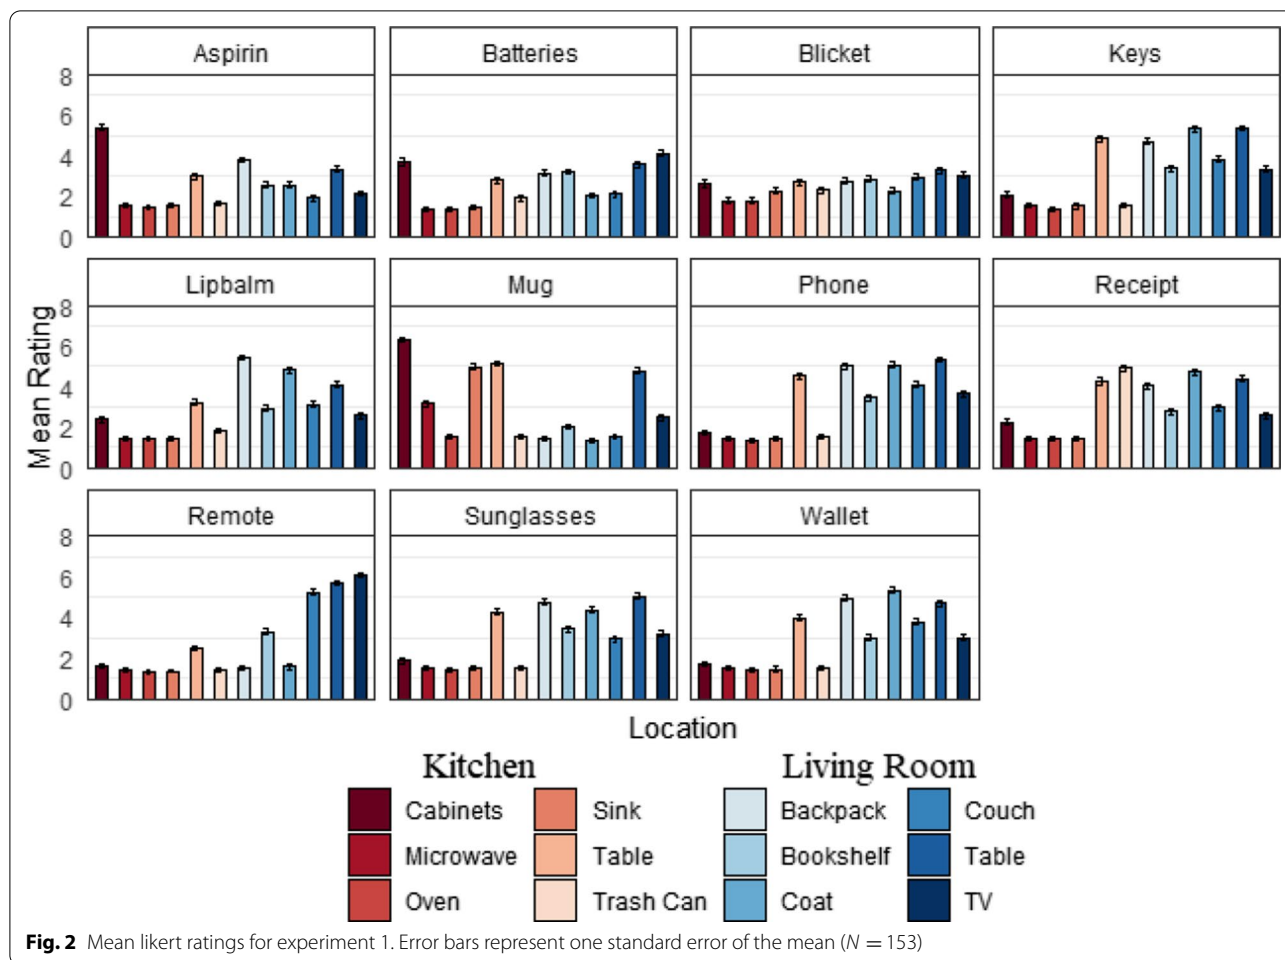 Aspirin Batteries Blicket Keys
8
6
4
2
0
Lipbalm Mug Phone Receipt
8
6
4
2
0
Mean Rating
Remote Sunglasses Wallet
8
6
4
2
0
Location
Kitchen Living Room
Cabinets Sink Backpack Couch
Microwave Table Bookshelf Table
Oven Trash Can Coat TV
Fig. 2 Mean likert ratings for experiment 1. Error bars represent one standard error of the mean (N = 153)